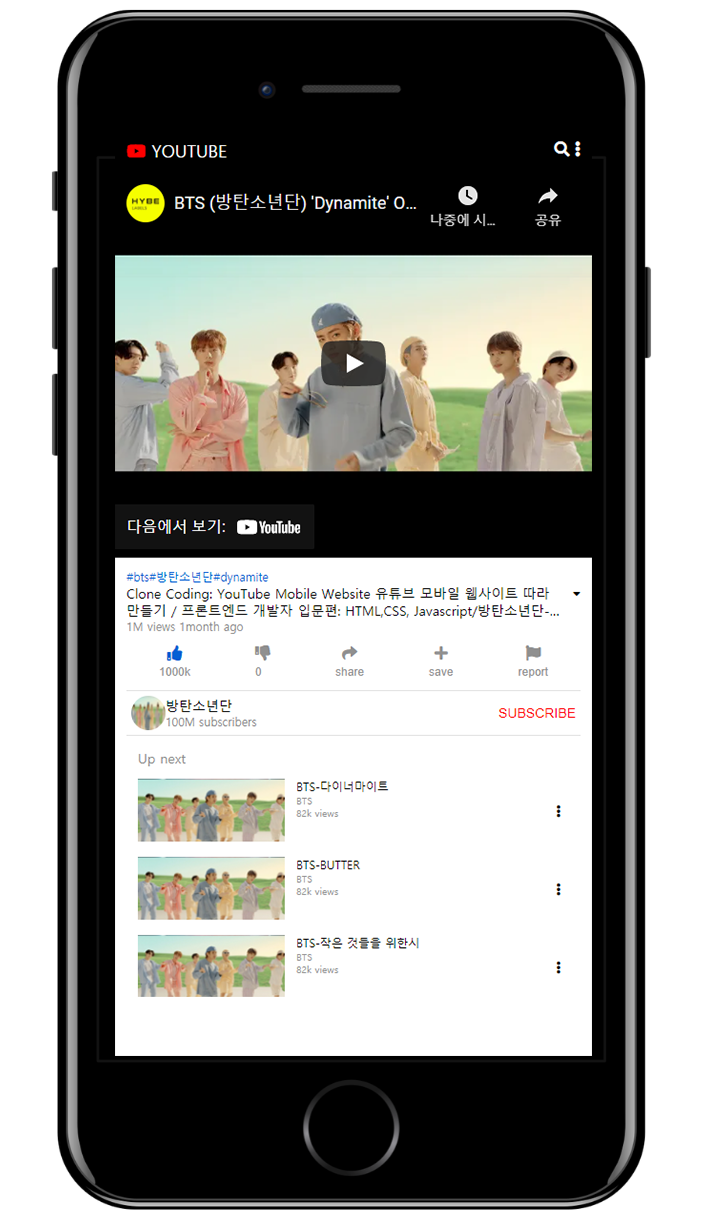 YOUTUBE
HYBE
LABELS
BTS (방탄소년단) 'Dynamite' O...
나중에 시...
공유
다음에서 보기: YouTube
#bts#방탄소년단#dynamite
Clone Coding: YouTube Mobile Website 유튜브 모바일 웹사이트 따라
만들기 / 프론트엔드 개발자 입문편: HTML,CSS, Javascript/방탄소년단-...
1M views 1month ago
1000k
0
share
save
report
방탄소년단
100M subscribers
SUBSCRIBE
Up next
BTS-다이너마이트
BTS
82k views
BTS-BUTTER
BTS
82k views
BTS-작은 것들을 위한시
BTS
82k views